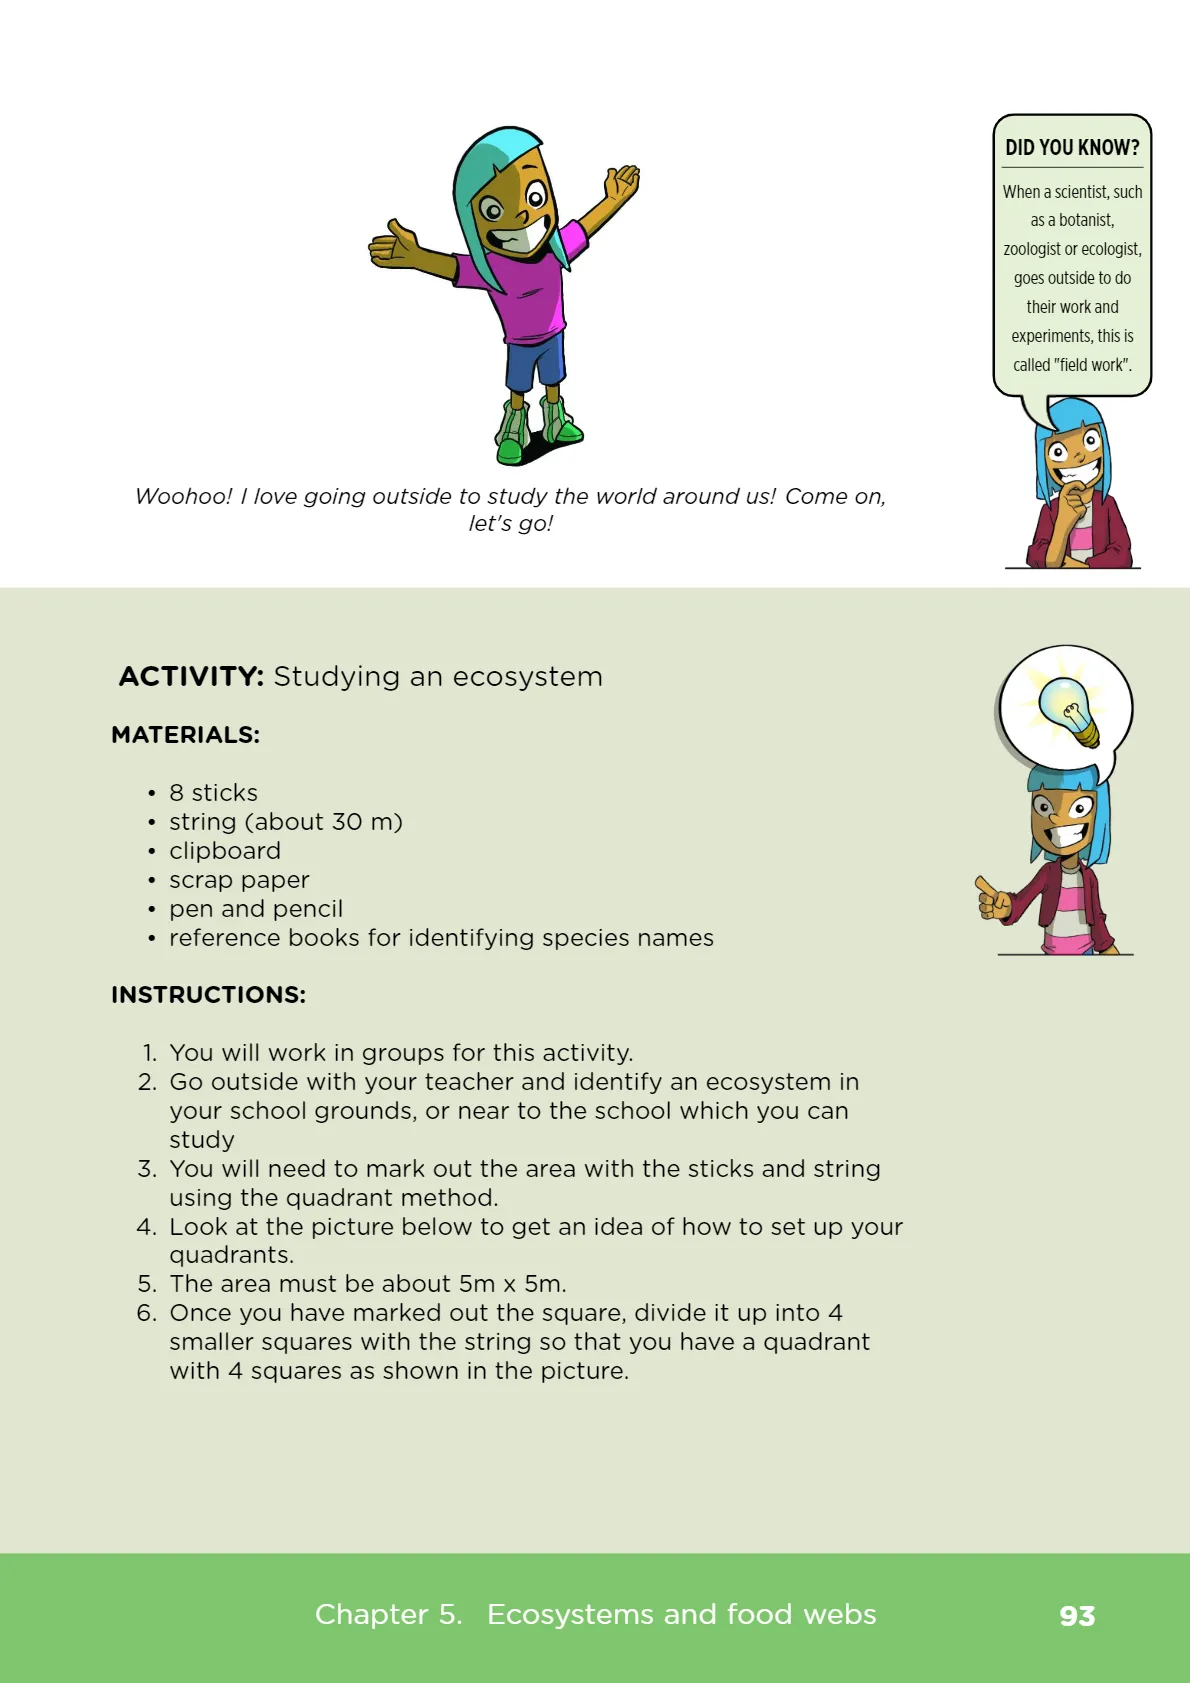 DID YOU KNOW?
When a scientist, such
as a botanist,
zoologist or ecologist,
goes outside to do
their work and
experiments, this is
called "field work".
Woohoo! I love going outside to study the world around us! Come on,
let's go!
ACTIVITY: Studying an ecosystem
MATERIALS:
• 8 sticks
• string (about 30 m)
• clipboard
• scrap paper
• pen and pencil
• reference books for identifying species names
INSTRUCTIONS:
1. You will work in groups for this activity.
2. Go outside with your teacher and identify an ecosystem in
your school grounds, or near to the school which you can
study
3. You will need to mark out the area with the sticks and string
using the quadrant method.
4. Look at the picture below to get an idea of how to set up your
quadrants.
5. The area must be about 5m x 5m.
6. Once you have marked out the square, divide it up into 4
smaller squares with the string so that you have a quadrant
with 4 squares as shown in the picture.
Chapter 5. Ecosystems and food webs 93